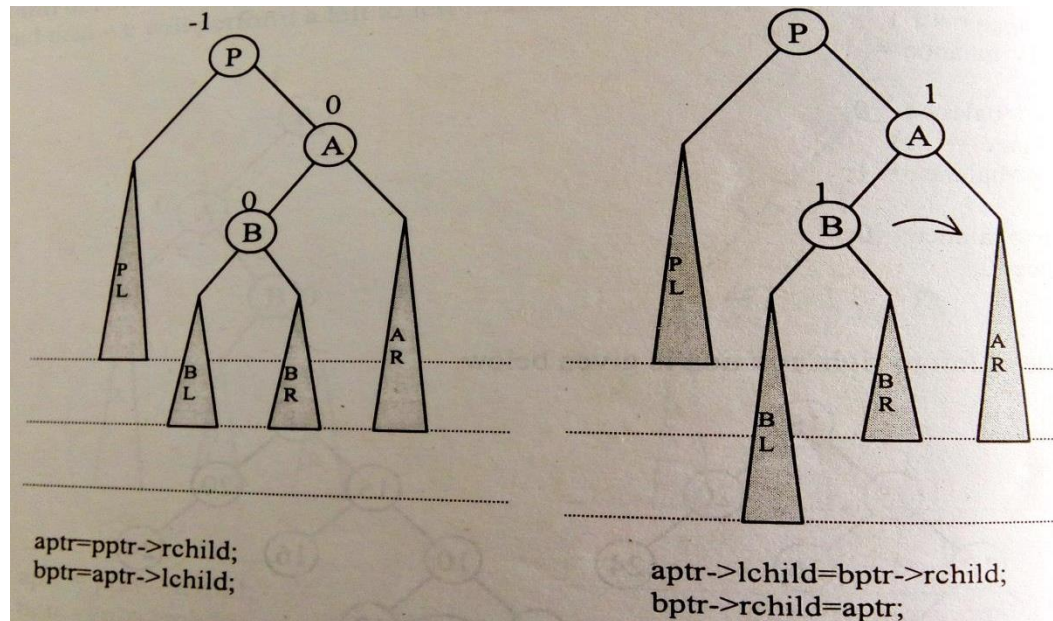 -1
P
0
A
0
B
P
L
B
L
B
R
A
R
aptr=pptr->rchild;
bptr=aptr->lchild;
P
1
A
1
B
P
L
B
L
B
R
A
R
aptr->lchild=bptr->rchild;
bptr->rchild=aptr;